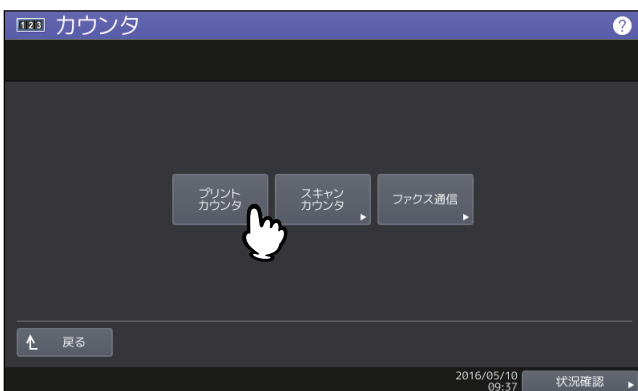 123 カウンタ ?
プリント
カウンタ
スキャン
カウンタ
ファクス通信
戻る
2016/05/10
09:37
状況確認